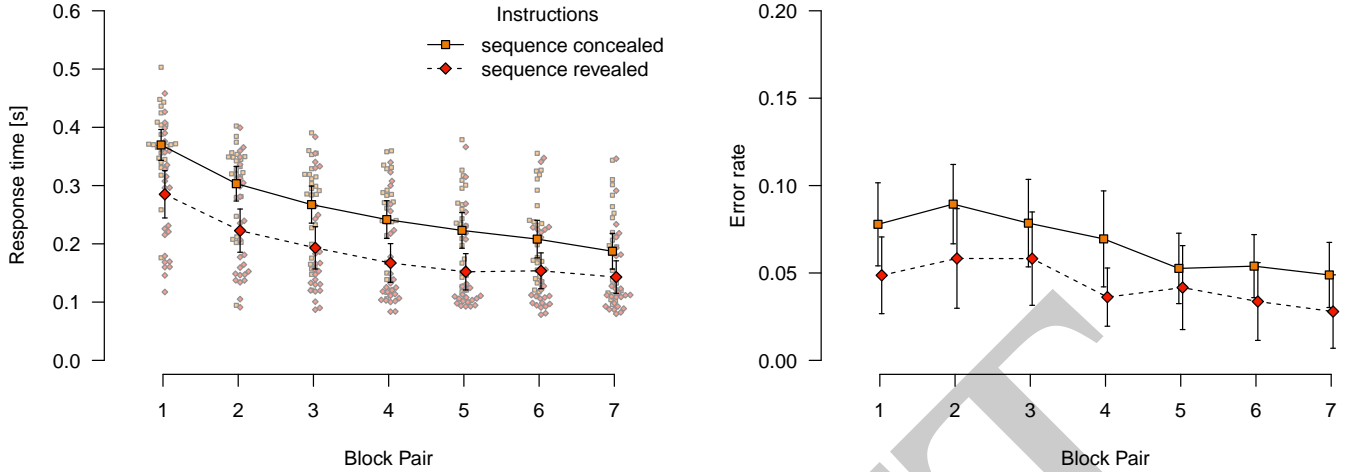 Instructions
sequence concealed
sequence revealed
Response time [s]
0.6
0.5
0.4
0.3
0.2
0.1
0.0
1 2 3 4 5 6 7
Block Pair
Error rate
0.20
0.15
0.10
0.05
0.00
1 2 3 4 5 6 7
Block Pair
T